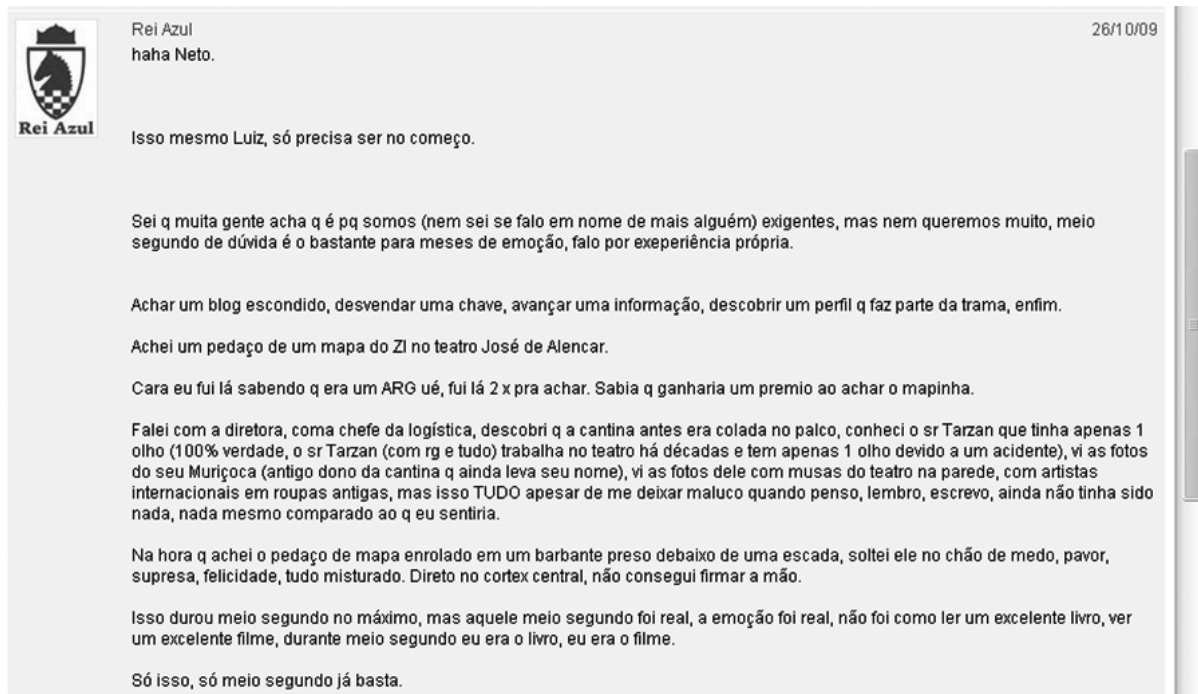 Rei Azul
26/10/09
haha Neto.
Rei Azul
Isso mesmo Luiz, só precisa ser no começo.
Sei q muita gente acha q é pq somos (nem sei se falo em nome de mais alguém) exigentes, mas nem queremos muito, meio
segundo de dúvida é o bastante para meses de emoção, falo por exeperiência própria.
Achar um blog escondido, desvendar uma chave, avançar uma informação, descobrir um perfil q faz parte da trama, enfim.
Achei um pedaço de um mapa do ZI no teatro José de Alencar.
Cara eu fui lá sabendo q era um ARG ué, fui lá 2 x pra achar. Sabia q ganharia um premio ao achar o mapinha.
Falei com a diretora, coma chefe da logística, descobri q a cantina antes era colada no palco, conheci o sr Tarzan que tinha apenas 1
olho (100% verdade, o sr Tarzan (com rg e tudo) trabalha no teatro há décadas e tem apenas 1 olho devido a um acidente), vi as fotos
do seu Muriçoca (antigo dono da cantina q ainda leva seu nome), vi as fotos dele com musas do teatro na parede, com artistas
internacionais em roupas antigas, mas isso TUDO apesar de me deixar maluco quando penso, lembro, escrevo, ainda não tinha sido
nada, nada mesmo comparado ao q eu sentiria.
Na hora q achei o pedaço de mapa enrolado em um barbante preso debaixo de uma escada, soltei ele no chão de medo, pavor,
supresa, felicidade, tudo misturado. Direto no cortex central, não consegui firmar a mão.
Isso durou meio segundo no máximo, mas aquele meio segundo foi real, a emoção foi real, não foi como ler um excelente livro, ver
um excelente filme, durante meio segundo eu era o livro, eu era o filme.
Só isso, só meio segundo já basta.